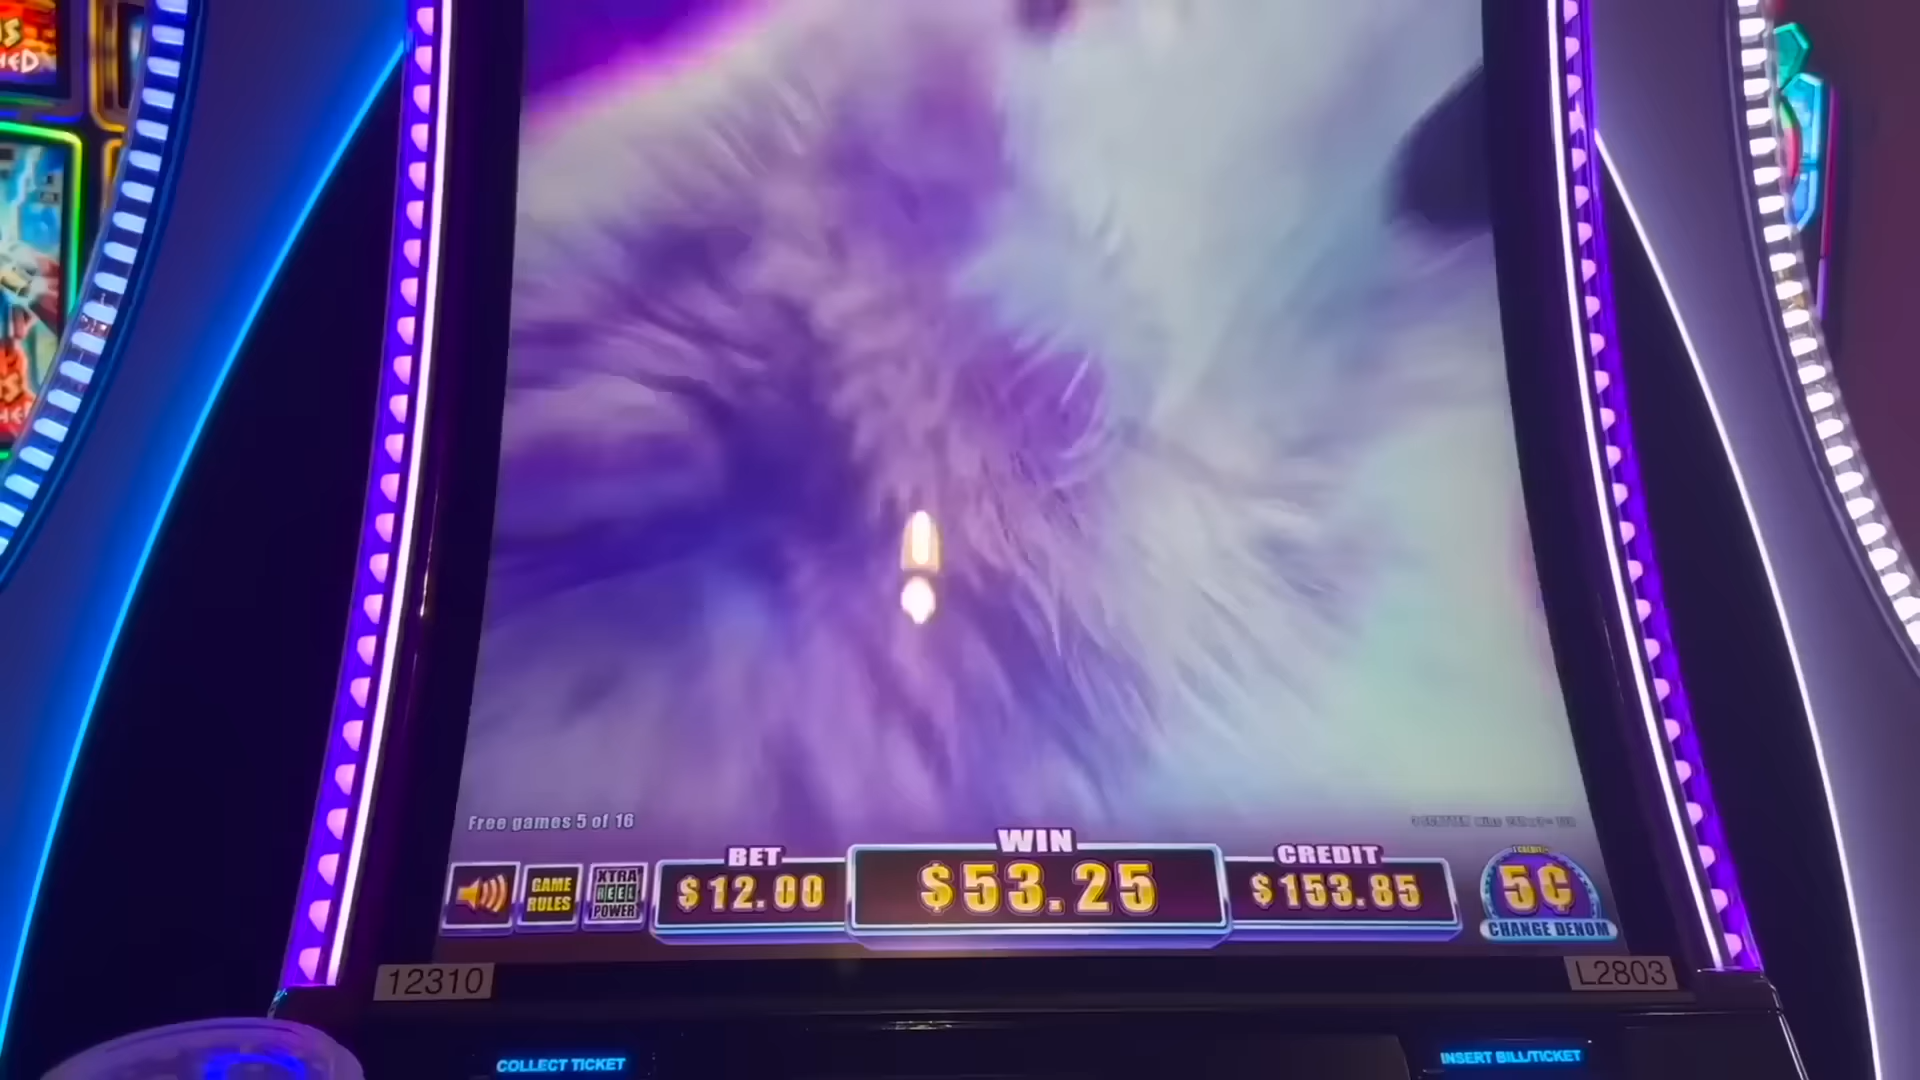 Free games 5 of 16
BET
WIN
CREDIT
GAME
RULES
XTRA
REEL
POWER
$12.00
$53.25
$153.85
5¢
CHANGE DENOM
12310
L2803
COLLECT TICKET
INSERT BILL/TICKET